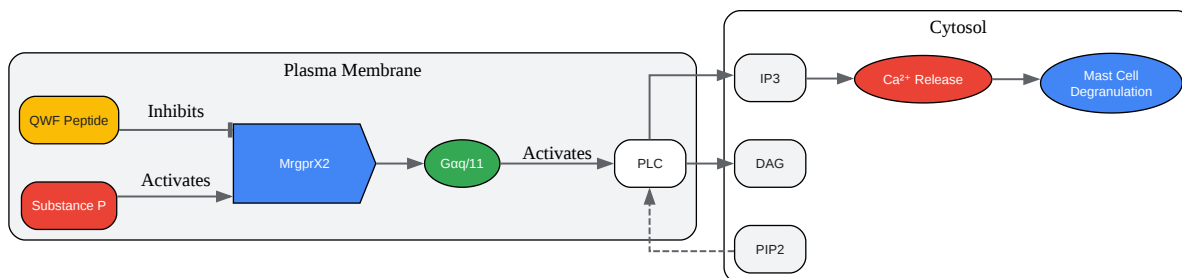 Plasma Membrane
QWF Peptide
Inhibits
Substance P
Activates
MrgprX2
Gαq/11
Activates
PLC
Cytosol
IP3
Ca²⁺ Release
Mast Cell
Degranulation
DAG
PIP2